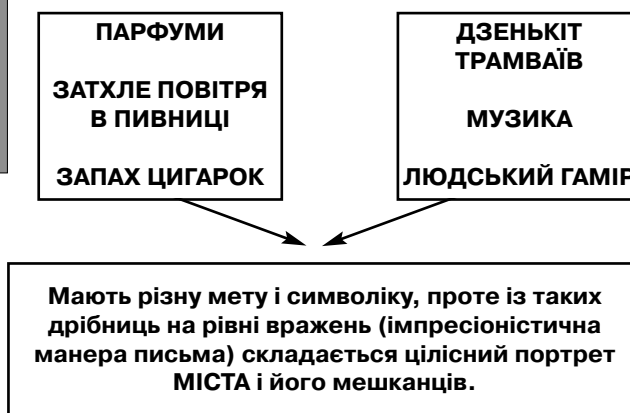 ПАРФУМИ
ЗАТХЛЕ ПОВІТРЯ
В ПИВНИЦІ
ЗАПАХ ЦИГАРОК
ДЗЕНЬКІТ
ТРАМВАЇВ
МУЗИКА
ЛЮДСЬКИЙ ГАМІР
Мають різну мету і символіку, проте із таких
дрібниць на рівні вражень (імпресіоністична
манера письма) складається цілісний портрет
МІСТА і його мешканців.